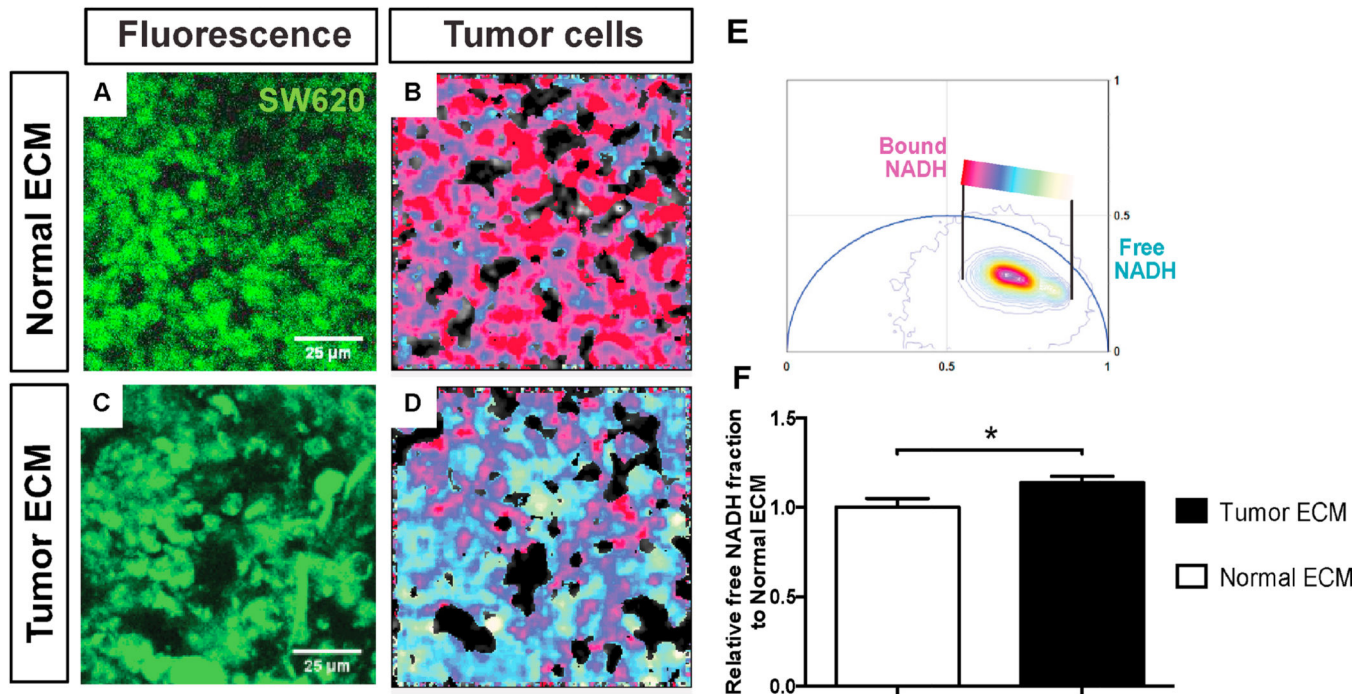 Fluorescence
Tumor cells
Normal ECM
Tumor ECM
A
SW620
25 µm
B
C
25 µm
D
E
1
Bound
NADH
0.5
Free
NADH
0
0
0.5
1
F
Relative free NADH fraction
to Normal ECM
1.5
1.0
0.5
0.0
*
Tumor ECM
Normal ECM